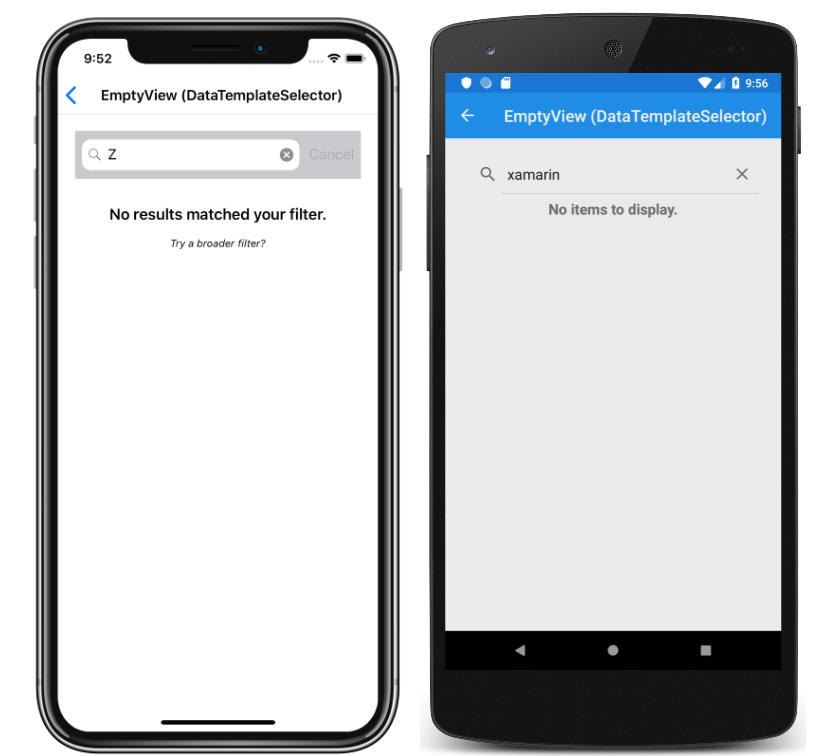 9:52
EmptyView (DataTemplateSelector)
Z
Cancel
No results matched your filter.
Try a broader filter?
9:56
EmptyView (DataTemplateSelector)
xamarin
No items to display.